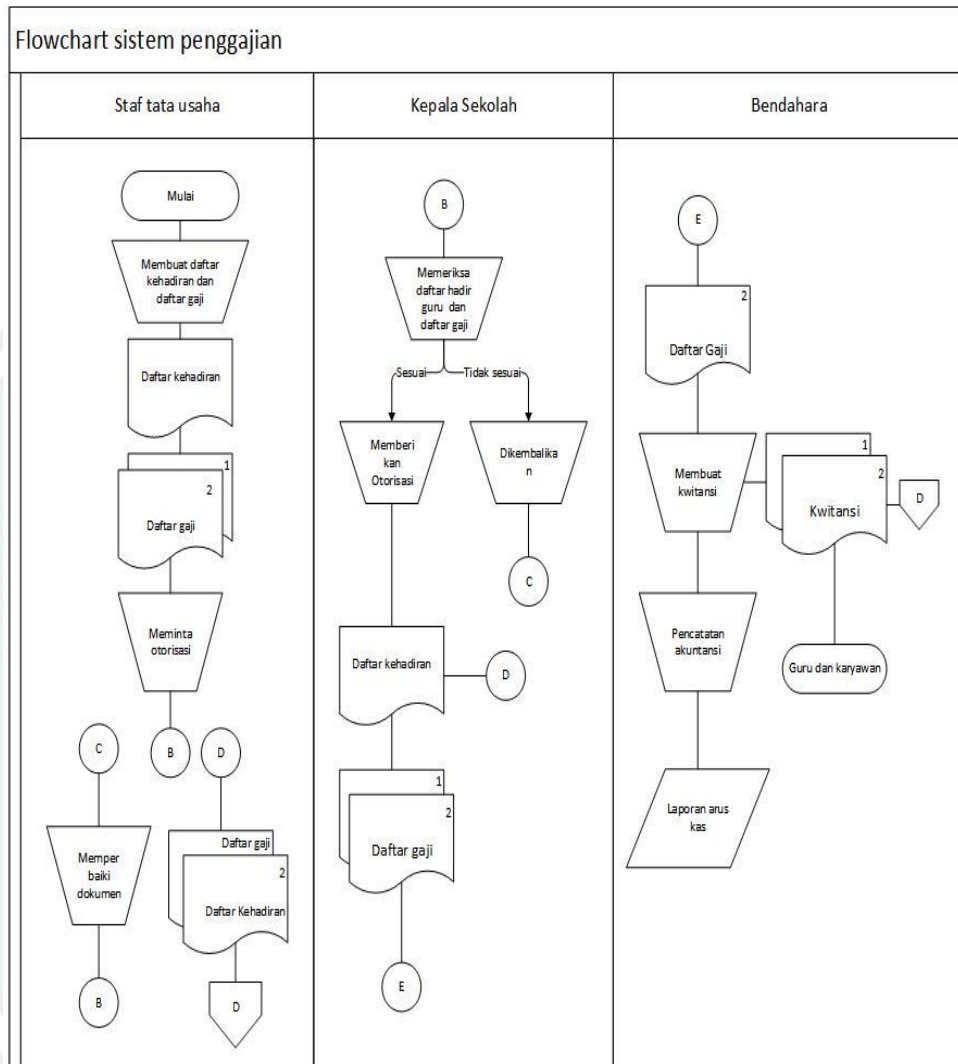 Flowchart sistem penggajian
Staf tata usaha
Kepala Sekolah
Bendahara
Mulai
Membuat daftar
kehadiran dan
daftar gaji
Daftar kehadiran
1
2
Daftar gaji
Meminta
otorisasi
C
B
D
Memper
baiki
dokumen
Daftar gaji
2
Daftar Kehadiran
B
D
B
Memeriksa
daftar hadir
guru dan
daftar gaji
Sesuai
Tidak sesuai
Memberi
kan
Otorisasi
Dikembalika
n
C
Daftar kehadiran
D
1
2
Daftar gaji
E
E
2
Daftar Gaji
Membuat
kwitansi
1
2
Kwitansi
D
Pencatatan
akuntansi
Guru dan karyawan
Laporan arus
kas